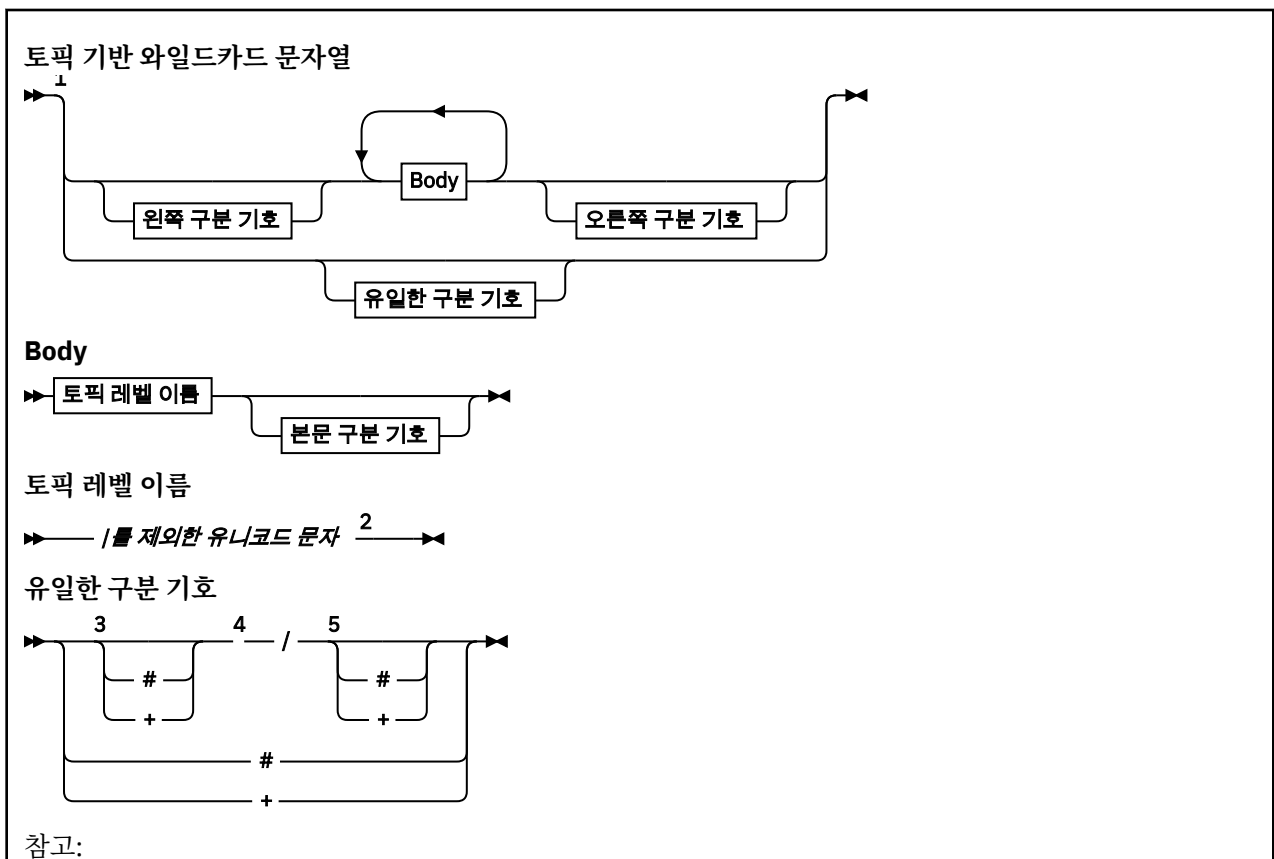 토픽 기반 와일드카드 문자열
1
Body
왼쪽 구분 기호
오른쪽 구분 기호
유일한 구분 기호
Body
토픽 레벨 이름
본문 구분 기호
토픽 레벨 이름
/를 제외한 유니코드 문자 2
유일한 구분 기호
3 4 / 5
# #
+ +
#
+
참고: